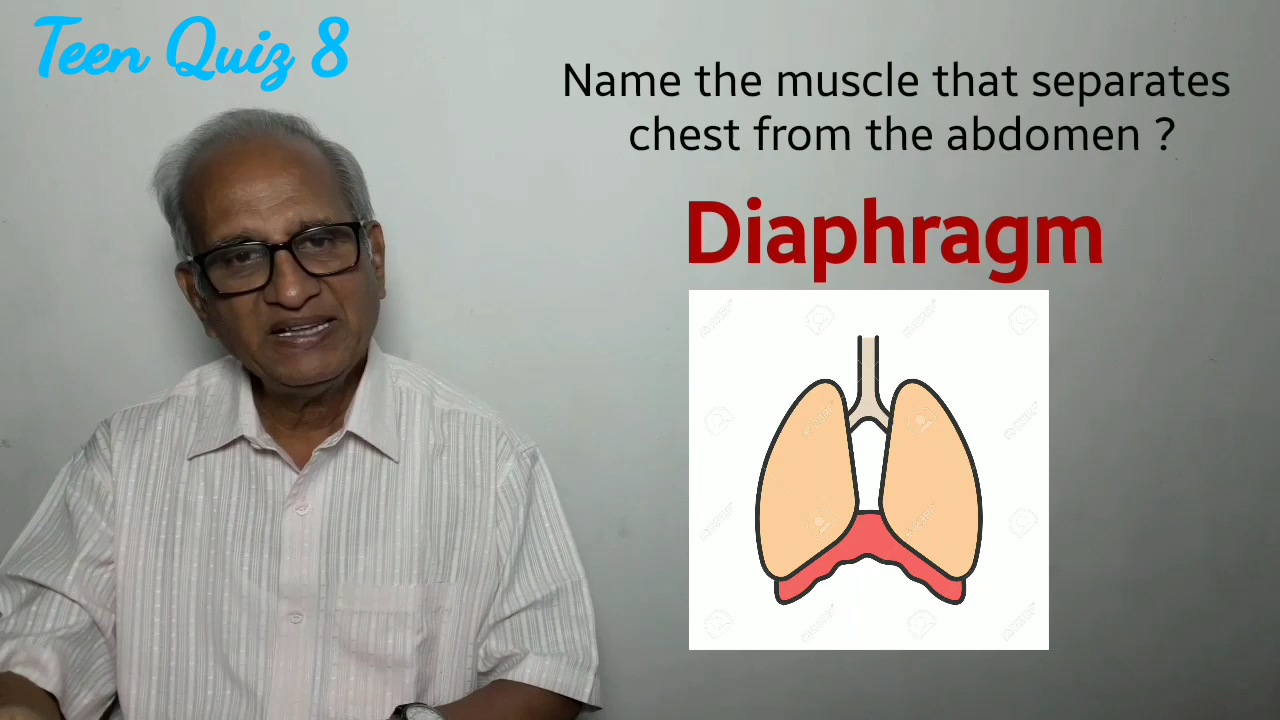 Teen Quiz 8
Name the muscle that separates
chest from the abdomen ?
Diaphragm